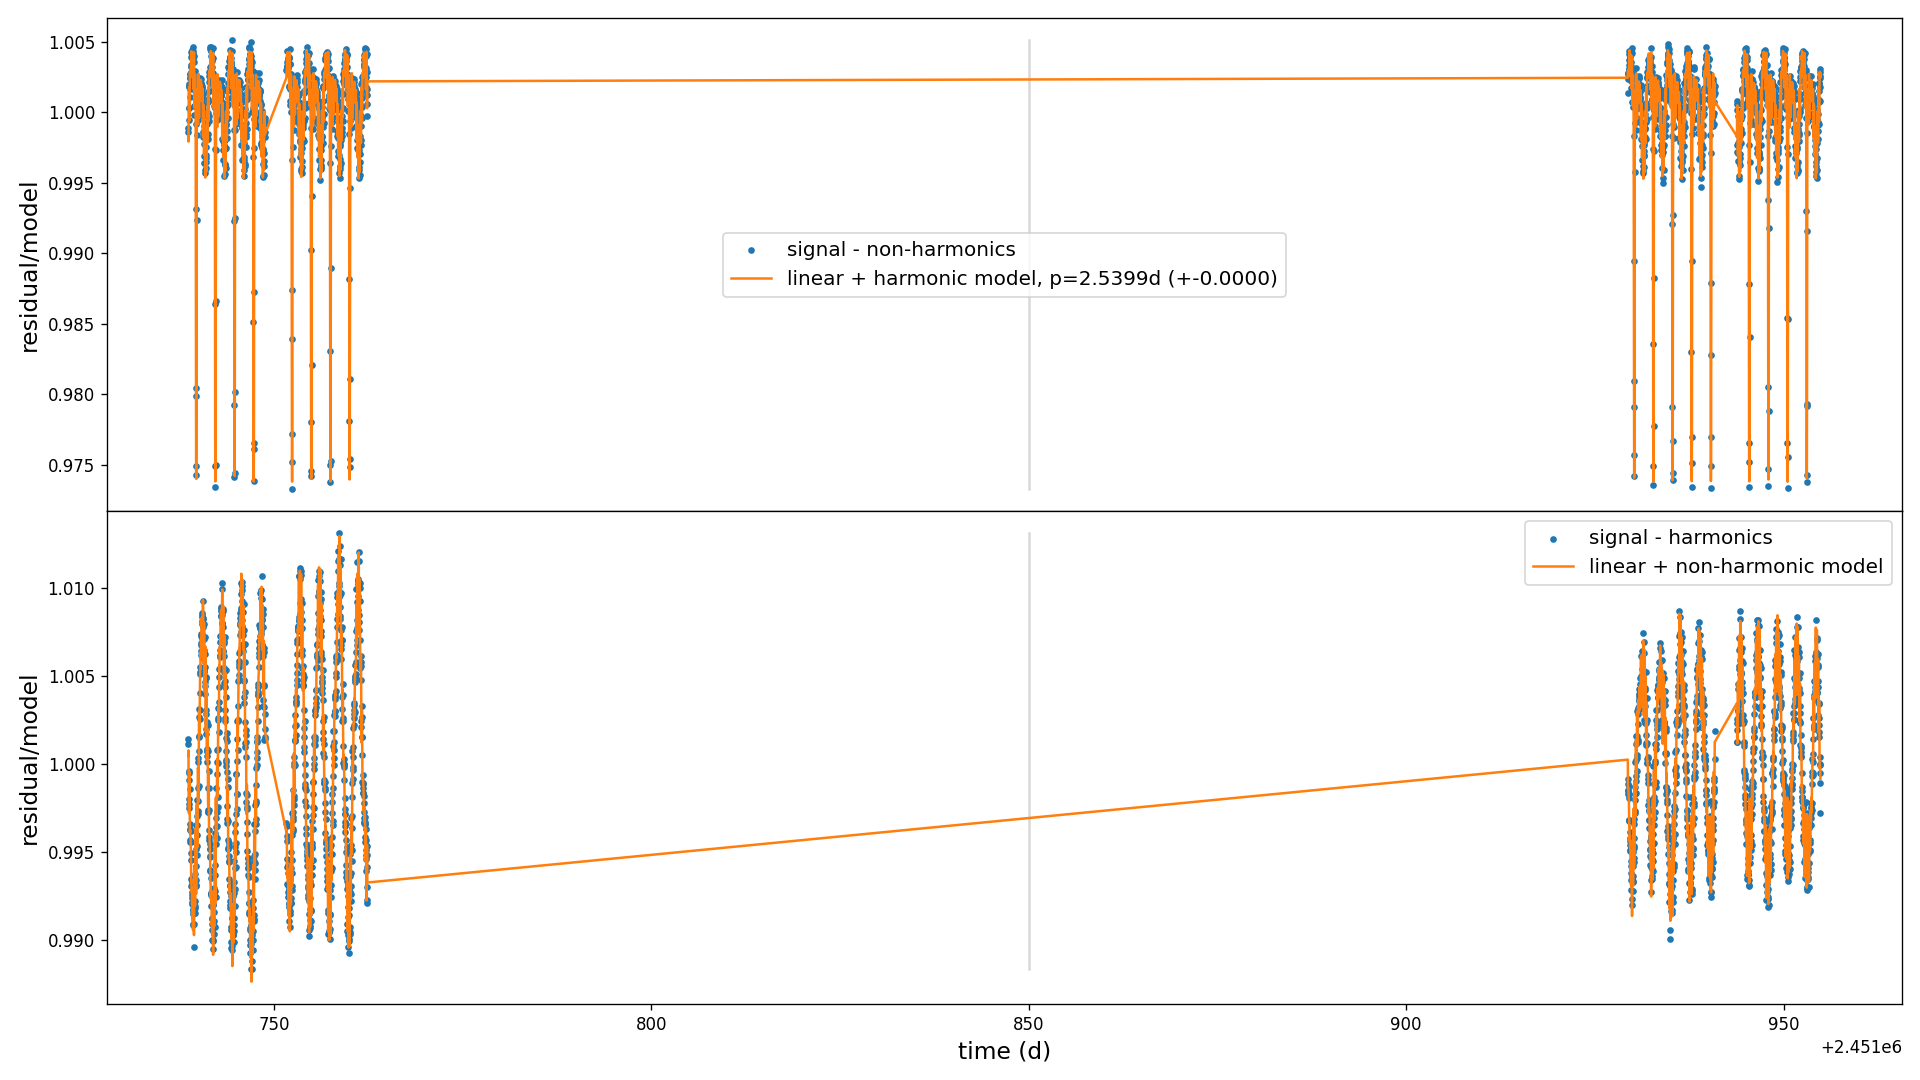 1.005
1.000
0.995
0.990
0.985
0.980
0.975
residual/model
signal - non-harmonics
linear + harmonic model, p=2.5399d (+-0.0000)
signal - harmonics
linear + non-harmonic model
1.010
1.005
1.000
0.995
0.990
residual/model
750
800
850
900
950
time (d)
+2.451e6